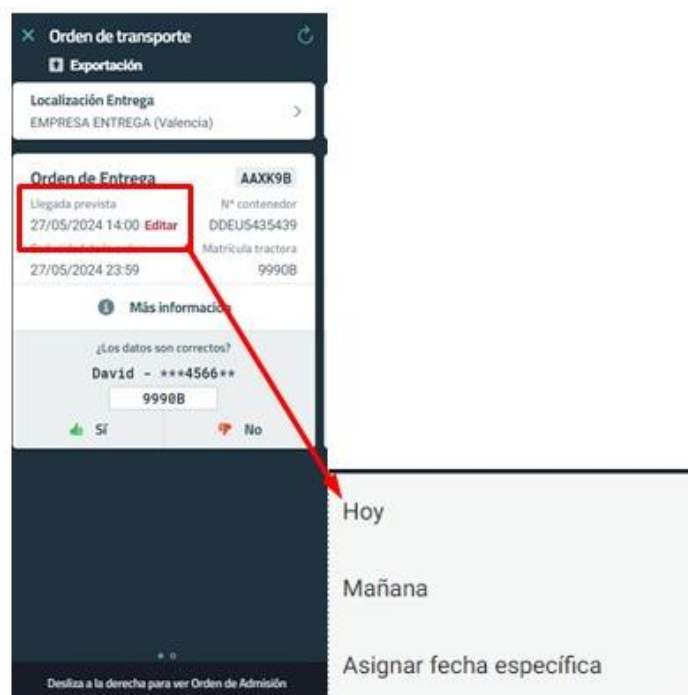 Orden de transporte
Exportación
Localización Entrega
EMPRESA ENTREGA (Valencia)
Orden de Entrega AAXK9B
Llegada prevista Nº contenedor
27/05/2024 14:00 Editar DDEU5435439
Matrícula tractora
27/05/2024 23:59 9990B
Más información
¿Los datos son correctos?
David - ***4566**
9990B
Sí No
Desliza a la derecha para ver Orden de Admisión
Hoy
Mañana
Asignar fecha específica